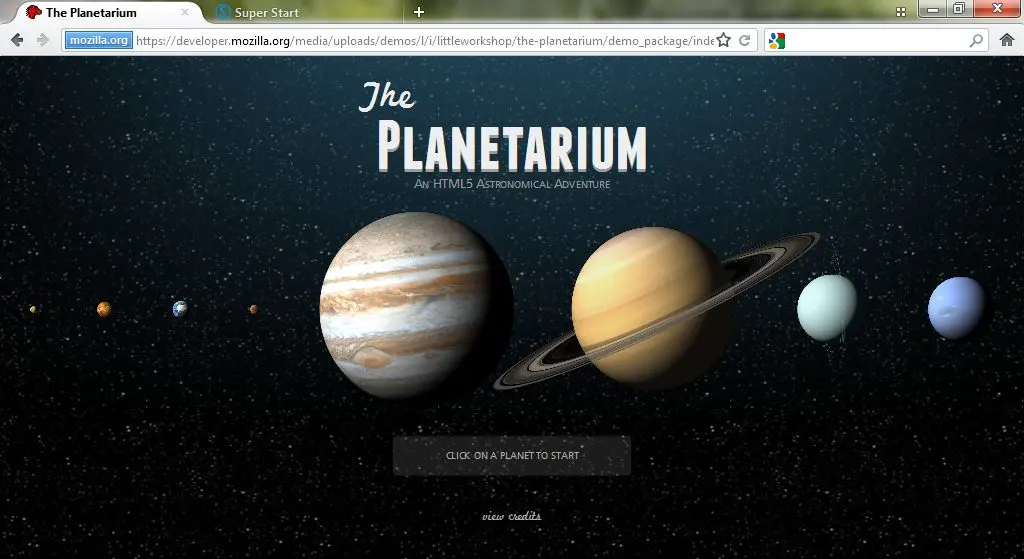 The Planetarium
Super Start
mozilla.org https://developer.mozilla.org/media/uploads/demos/l/i/littleworkshop/the-planetarium/demo_package/inde
The
PLANETARIUM
AN HTML5 ASTRONOMICAL ADVENTURE
CLICK ON A PLANET TO START
view credits